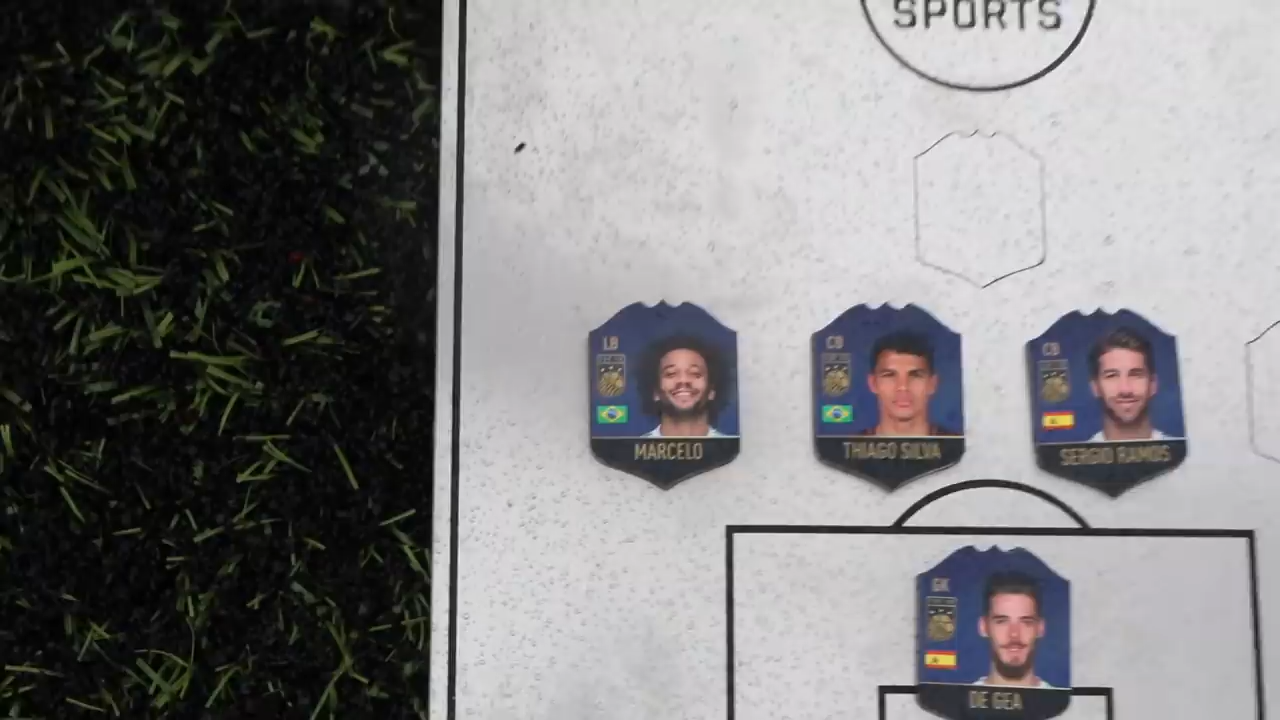 SPORTS
LB
MARCELO
CB
THIAGO SILVA
CB
SERGIO RAMOS
GK
DE GEA